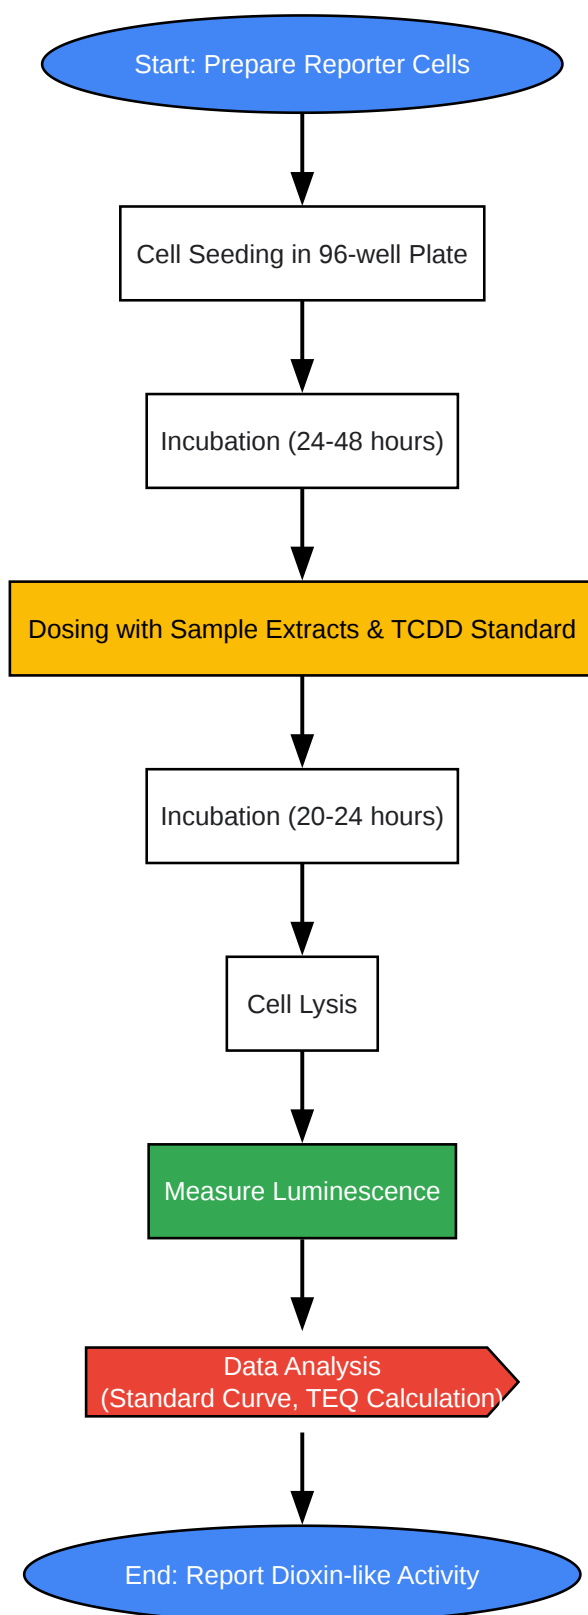 Start: Prepare Reporter Cells
Cell Seeding in 96-well Plate
Incubation (24-48 hours)
Dosing with Sample Extracts & TCDD Standard
Incubation (20-24 hours)
Cell Lysis
Measure Luminescence
Data Analysis
(Standard Curve, TEQ Calculation)
End: Report Dioxin-like Activity